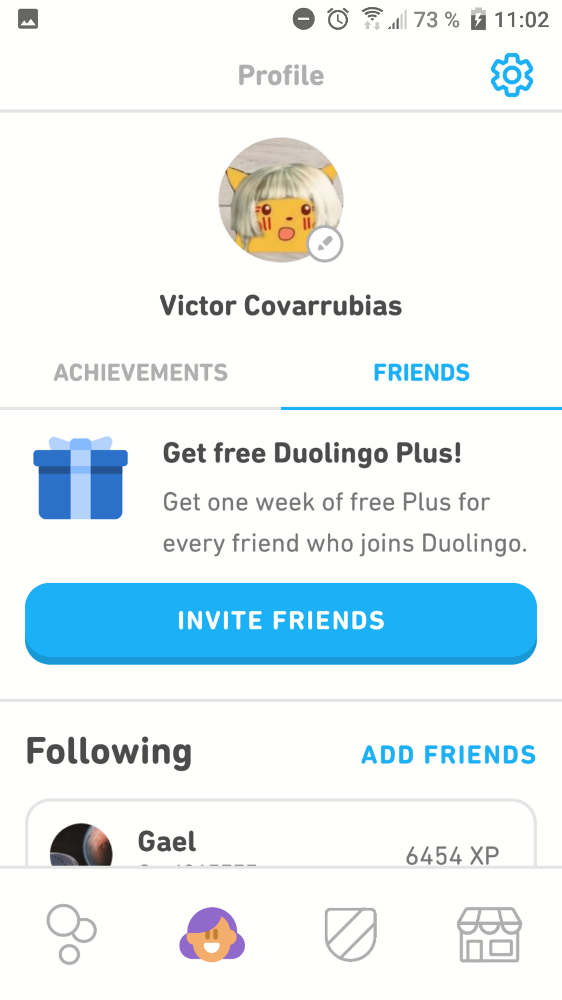 73 % 11:02
Profile
Victor Covarrubias
ACHIEVEMENTS FRIENDS
Get free Duolingo Plus!
Get one week of free Plus for
every friend who joins Duolingo.
INVITE FRIENDS
Following ADD FRIENDS
Gael
6454 XP